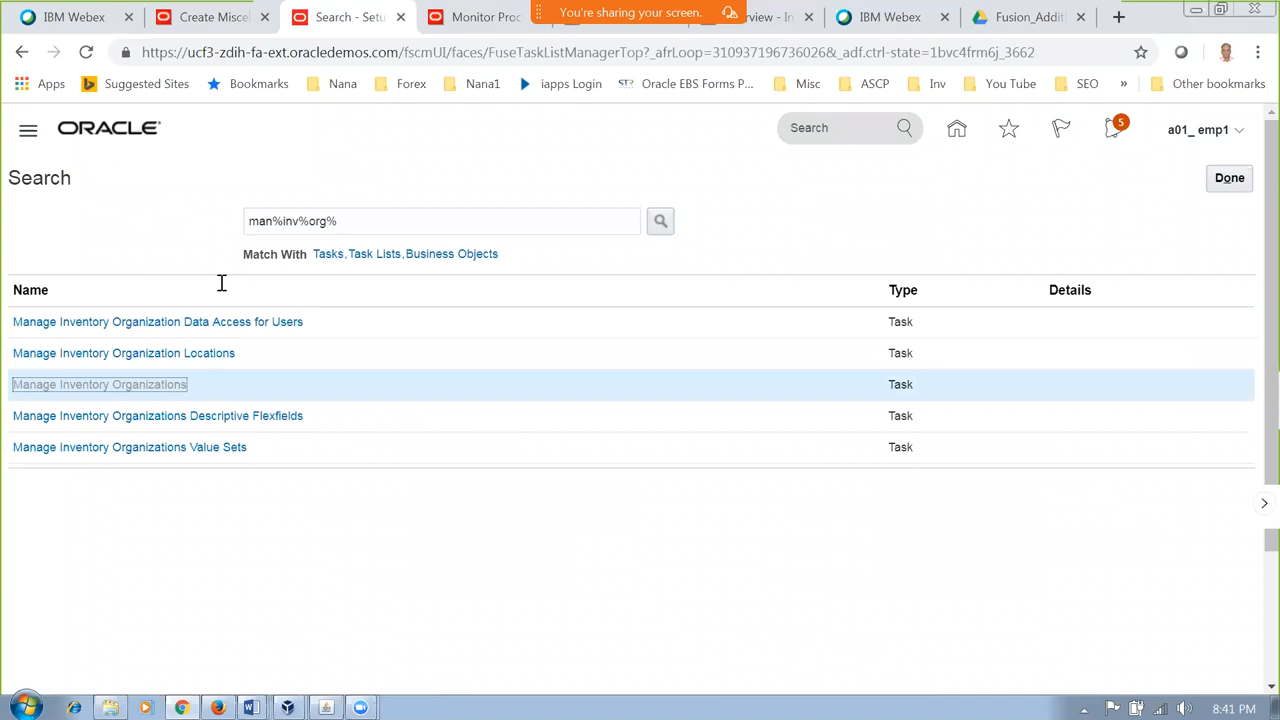 IBM Webex
Create Miscel
Search - Setu
Monitor Proc
You're sharing your screen.
rview - In
IBM Webex
Fusion_Additi
https://ucf3-zdih-fa-ext.oracledemos.com/fscmUI/faces/FuseTaskListManagerTop?_afrLoop=310937196736026&_adf.ctrl-state=1bvc4frm6j_3662
Apps
Suggested Sites
Bookmarks
Nana
Forex
Nana1
iapps Login
Oracle EBS Forms P...
Misc
ASCP
Inv
You Tube
SEO
»
Other bookmarks
ORACLE
Search
5
a01_ emp1
Search
Done
man%inv%org%
Match With Tasks, Task Lists, Business Objects
Name Type Details
Manage Inventory Organization Data Access for Users Task
Manage Inventory Organization Locations Task
Manage Inventory Organizations Task
Manage Inventory Organizations Descriptive Flexfields Task
Manage Inventory Organizations Value Sets Task
8:41 PM